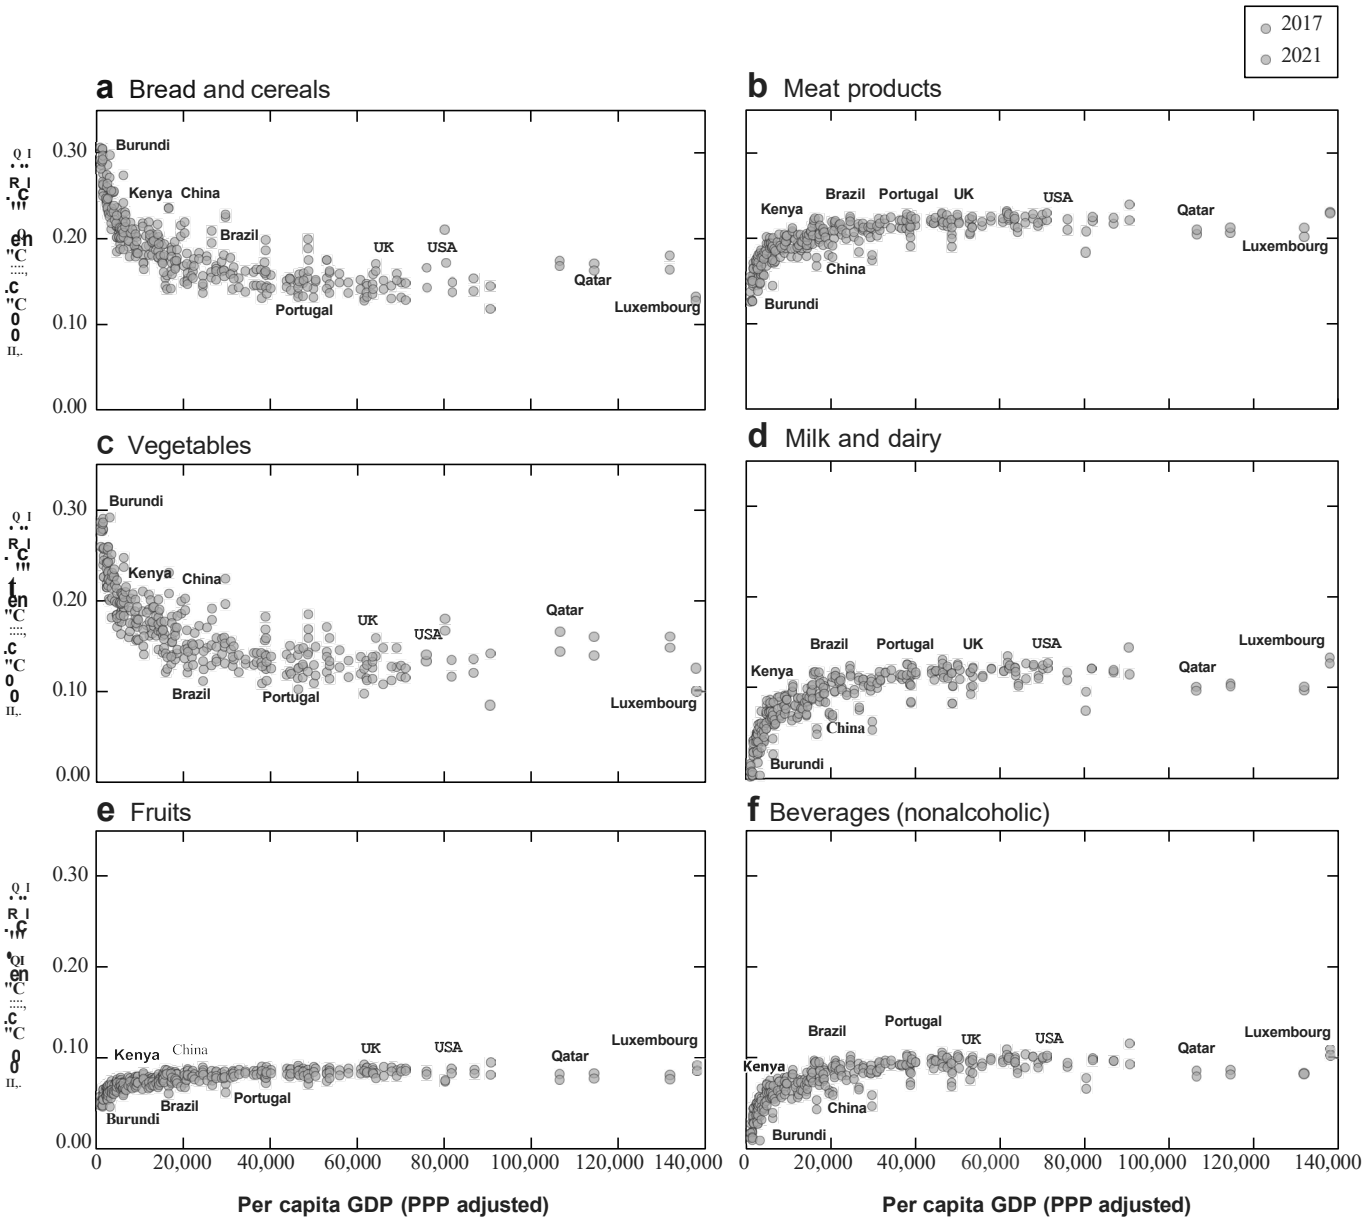 2017
2021
a Bread and cereals
b Meat products
0.30
0.20
0.10
0.00
Burundi
Kenya China
Brazil
UK USA
Portugal
Qatar
Luxembourg
Brazil Portugal UK USA
Kenya
Qatar
China
Luxembourg
Burundi
c Vegetables
d Milk and dairy
0.30
0.20
0.10
0.00
Burundi
Kenya
China
Qatar
UK
USA
Brazil
Portugal
Luxembourg
Brazil Portugal UK USA
Luxembourg
Kenya
Qatar
China
Burundi
e Fruits
f Beverages (nonalcoholic)
0.30
0.20
0.10
0.00
Luxembourg
Kenya China
UK USA
Qatar
Brazil
Portugal
Burundi
Portugal
Brazil
UK USA
Luxembourg
Qatar
Kenya
China
Burundi
0 20,000 40,000 60,000 80,000 100,000 120,000 140,000
0 20,000 40,000 60,000 80,000 100,000 120,000 140,000
Per capita GDP (PPP adjusted)
Per capita GDP (PPP adjusted)